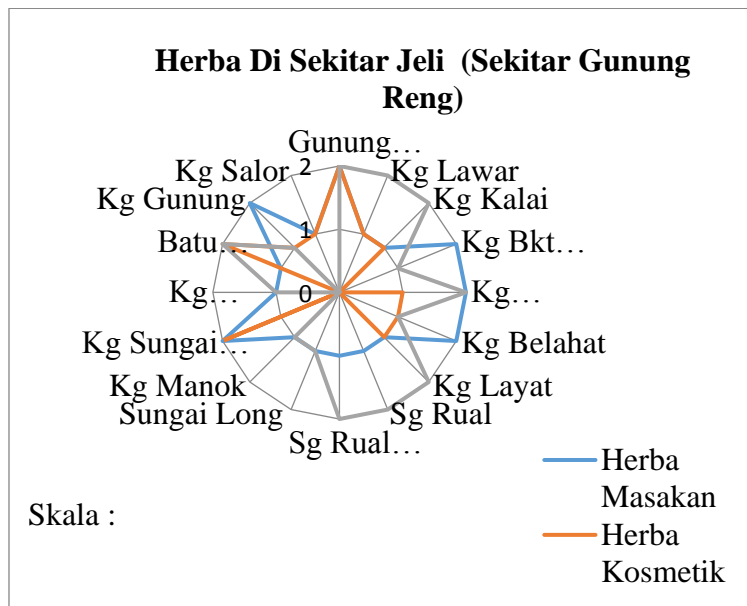 Herba Di Sekitar Jeli (Sekitar Gunung
Reng)
Gunung…
Kg Lawar
Kg Kalai
Kg Bkt…
Kg…
Kg Belahat
Kg Layat
Sg Rual
Sg Rual…
Sungai Long
Kg Manok
Kg Sungai…
Kg…
Batu…
Kg Gunung
Kg Salor
2
1
0
Skala :
Herba
Masakan
Herba
Kosmetik